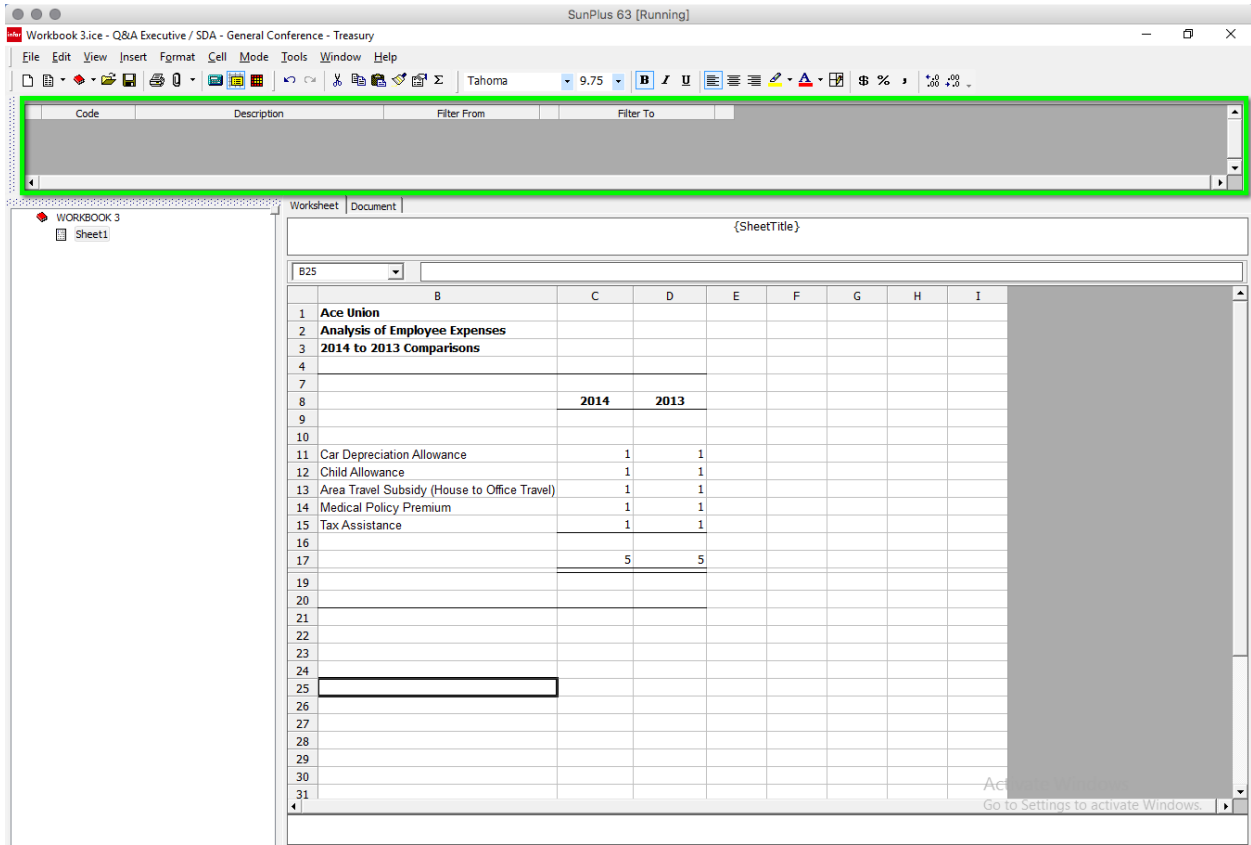 SunPlus 63 [Running]
infor Workbook 3.ice - Q&A Executive / SDA - General Conference - Treasury
File Edit View Insert Format Cell Mode Tools Window Help
Tahoma 9.75 B I U $ % ,
Code Description Filter From Filter To
Worksheet Document
WORKBOOK 3
Sheet1
{SheetTitle}
B25
B C D E F G H I
1 Ace Union
2 Analysis of Employee Expenses
3 2014 to 2013 Comparisons
4
7
8 2014 2013
9
10
11 Car Depreciation Allowance 1 1
12 Child Allowance 1 1
13 Area Travel Subsidy (House to Office Travel) 1 1
14 Medical Policy Premium 1 1
15 Tax Assistance 1 1
16
17 5 5
19
20
21
22
23
24
25
26
27
28
29
30
31
Activate Windows
Go to Settings to activate Windows.